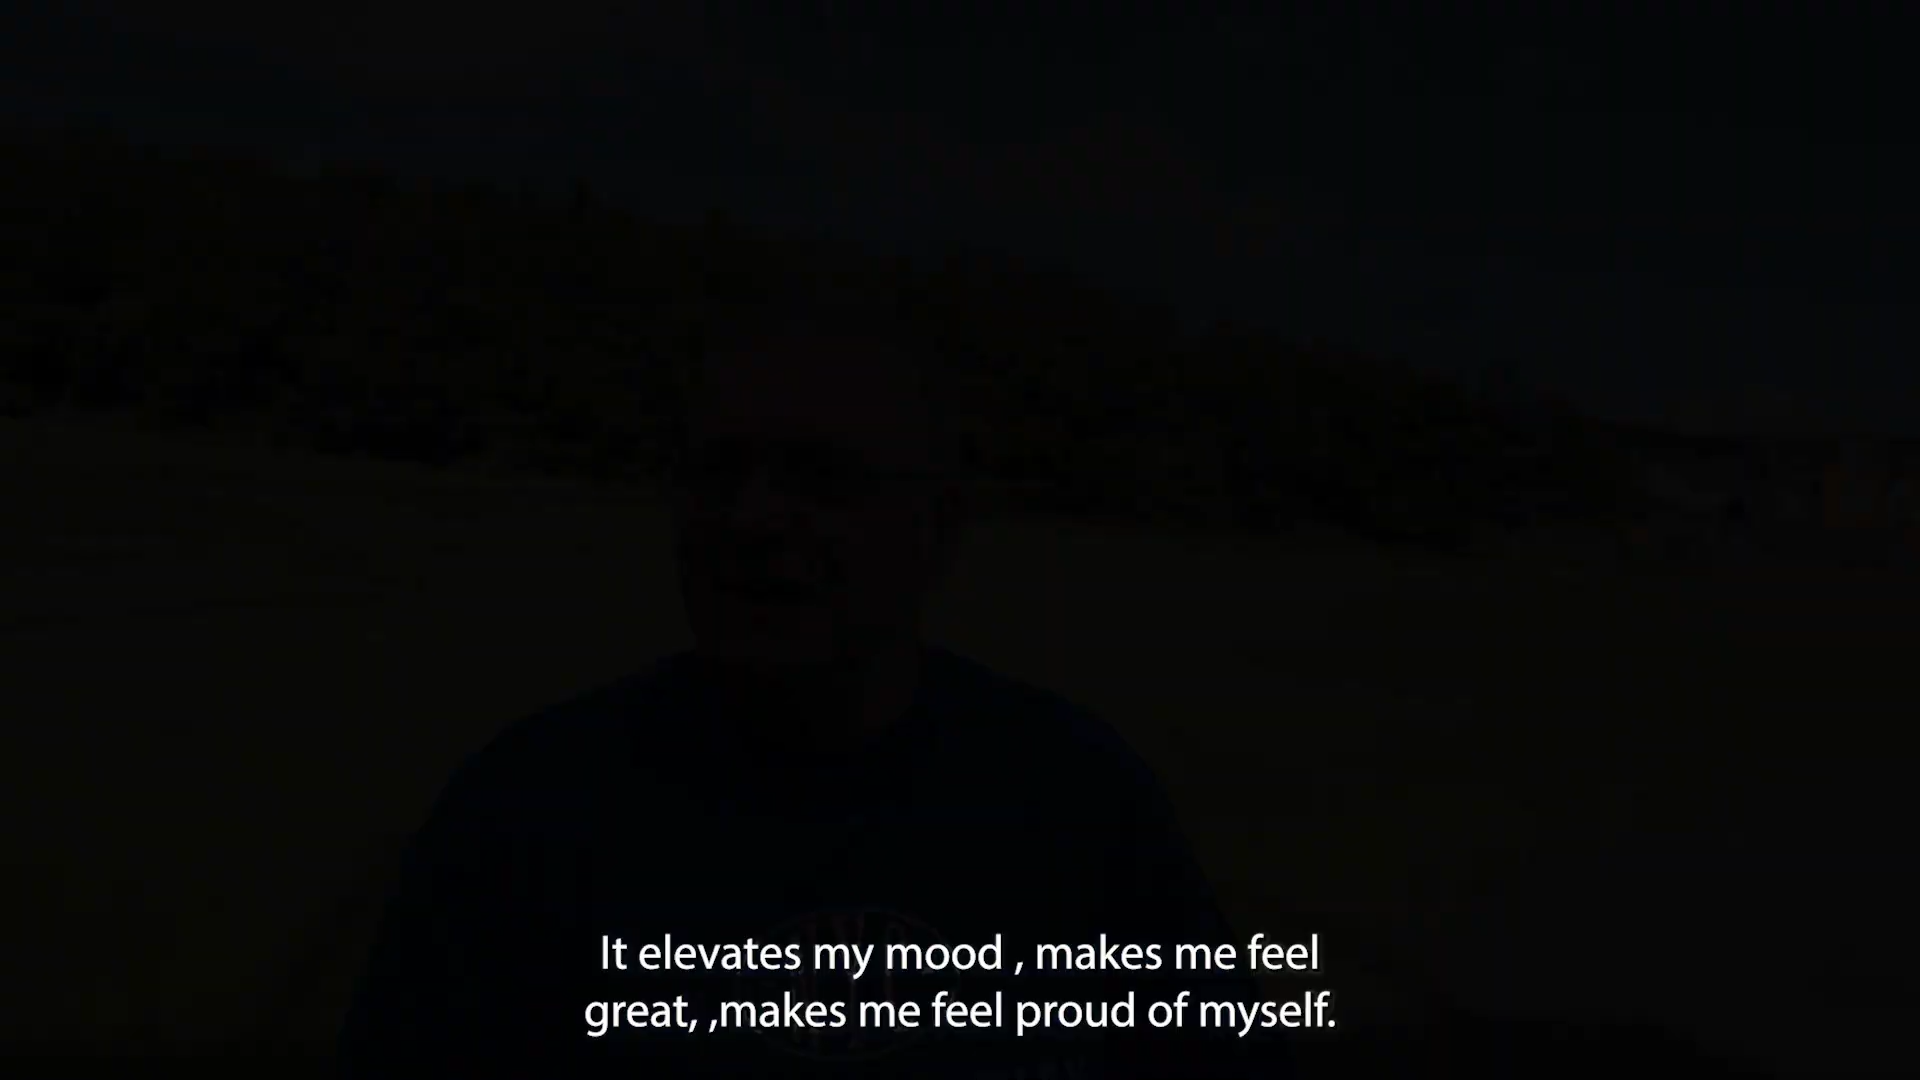 It elevates my mood , makes me feel
great, ,makes me feel proud of myself.